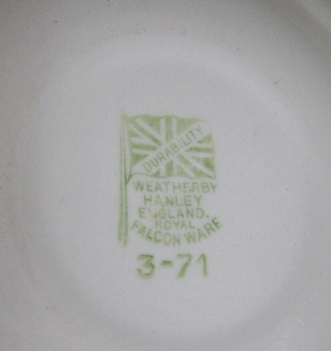 DURABILITY
WEATHERBY
HANLEY
ENGLAND.
ROYAL
FALCON WARE
3-71